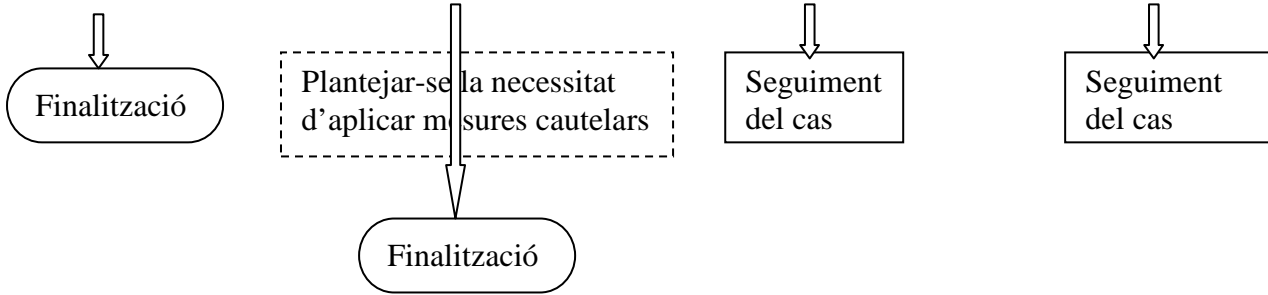 Finalització
Plantejar-se la necessitat
d’aplicar mesures cautelars
Seguiment
del cas
Seguiment
del cas
Finalització